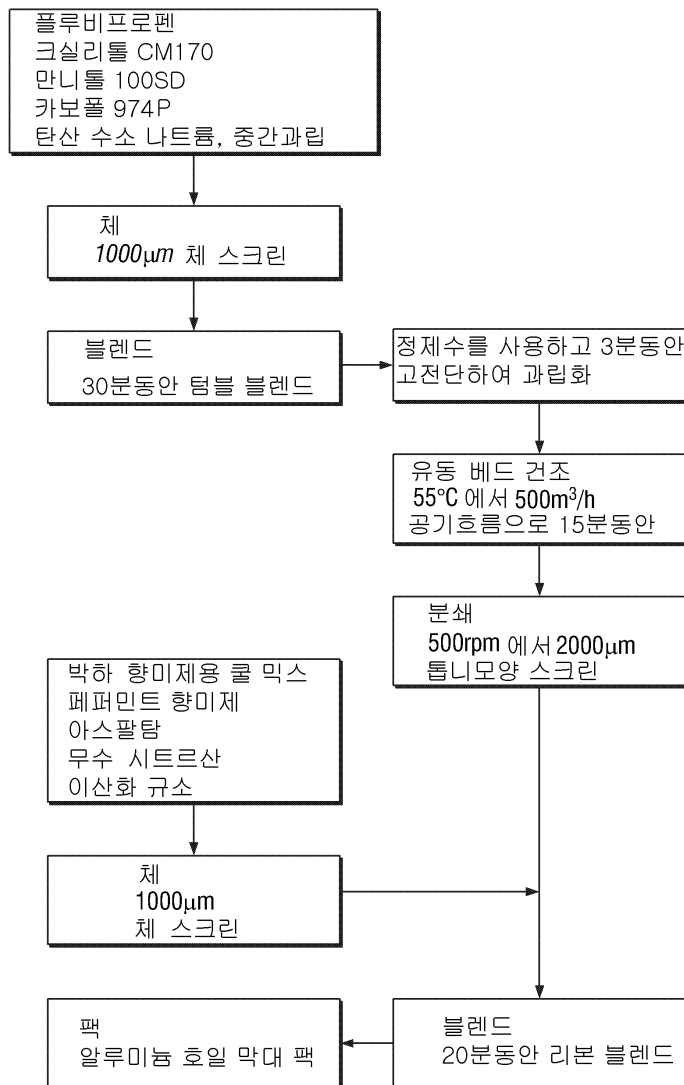 플루비프로펜
크실리톨 CM170
만니톨 100SD
카보폴 974P
탄산 수소 나트륨, 중간과립
체
1000μm 체 스크린
블렌드
30분동안 텀블 블렌드
정제수를 사용하고 3분동안
고전단하여 과립화
유동 베드 건조
55°C 에서 500m³/h
공기흐름으로 15분동안
분쇄
500rpm 에서 2000μm
톱니모양 스크린
박하 향미제용 쿨 믹스
페퍼민트 향미제
아스팔탐
무수 시트르산
이산화 규소
체
1000μm
체 스크린
블렌드
20분동안 리본 블렌드
팩
알루미늄 호일 막대 팩